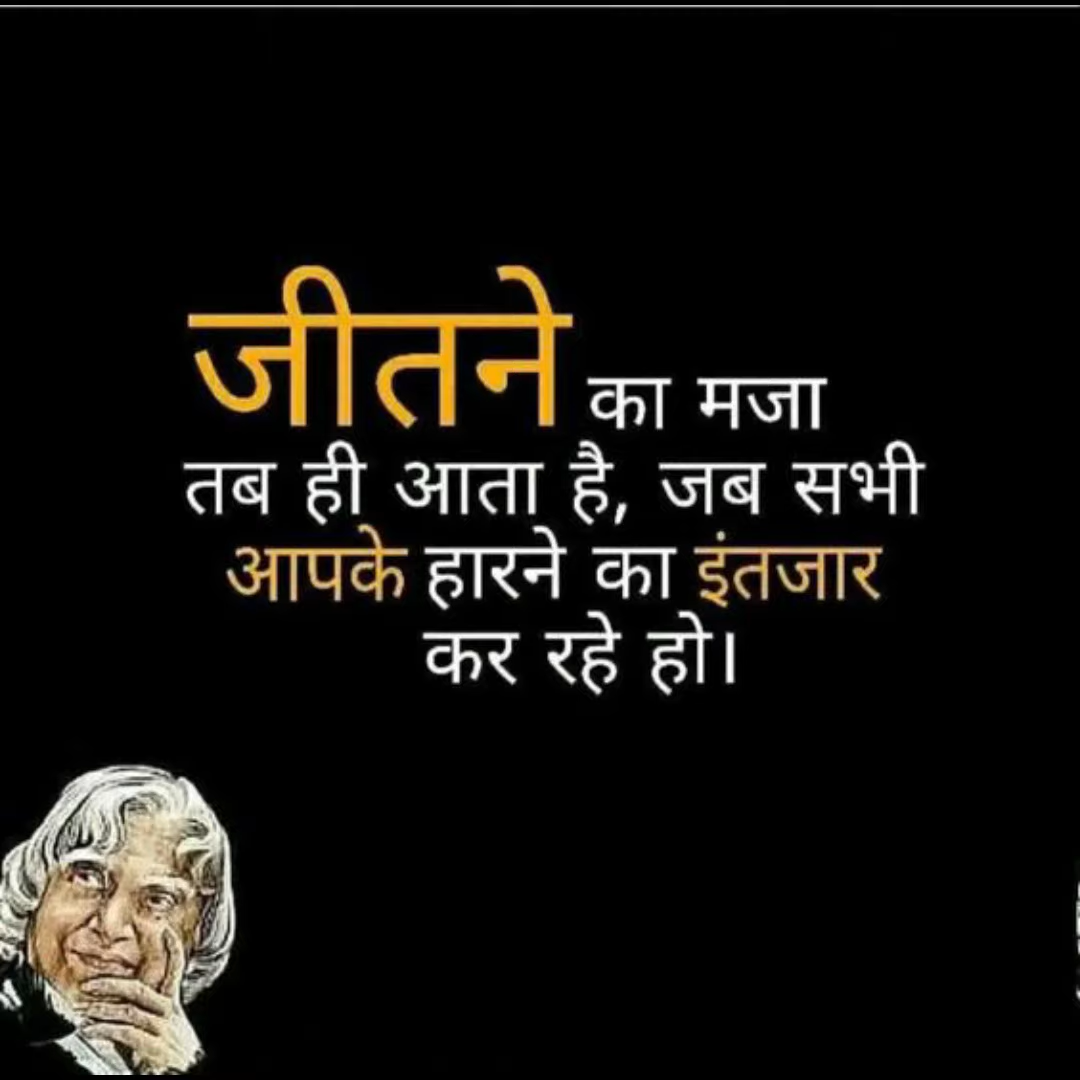 जीतने का मजा
तब ही आता है, जब सभी
आपके हारने का इंतजार
कर रहे हो।